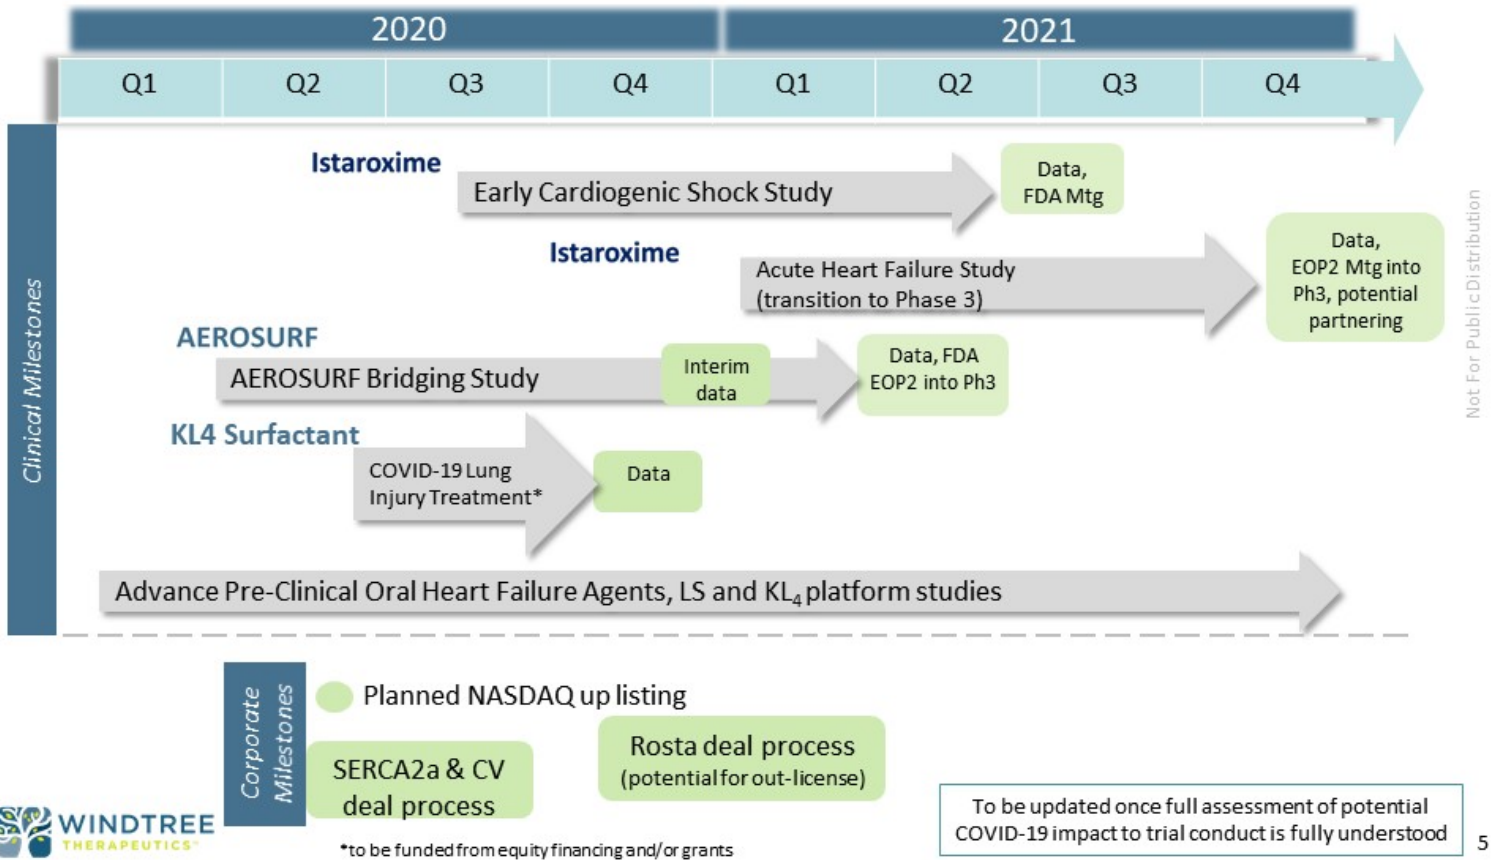 2020
2021
Q1
Q2
Q3
Q4
Q1
Q2
Q3
Q4
Clinical Milestones
Istaroxime
Early Cardiogenic Shock Study
Data,
FDA Mtg
Istaroxime
Acute Heart Failure Study
(transition to Phase 3)
Data,
EOP2 Mtg into
Ph3, potential
partnering
AEROSURF
AEROSURF Bridging Study
Interim
data
Data, FDA
EOP2 into Ph3
KL4 Surfactant
COVID-19 Lung
Injury Treatment*
Data
Advance Pre-Clinical Oral Heart Failure Agents, LS and KL4 platform studies
Not For Public Distribution
Corporate
Milestones
Planned NASDAQ up listing
SERCA2a & CV
deal process
Rosta deal process
(potential for out-license)
WINDTREE
THERAPEUTICS™
*to be funded from equity financing and/or grants
To be updated once full assessment of potential
COVID-19 impact to trial conduct is fully understood
5